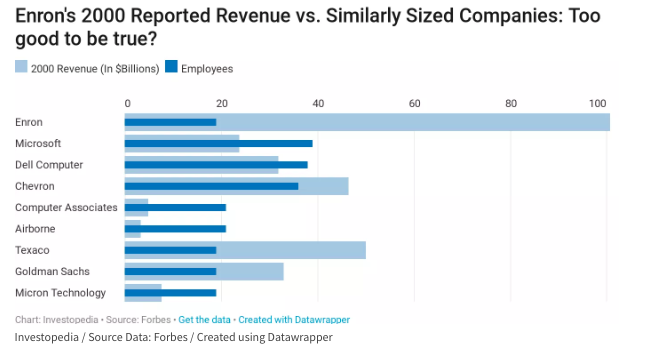 Enron's 2000 Reported Revenue vs. Similarly Sized Companies: Too
good to be true?
2000 Revenue (In $Billions) Employees
0 20 40 60 80 100
Enron
Microsoft
Dell Computer
Chevron
Computer Associates
Airborne
Texaco
Goldman Sachs
Micron Technology
Chart: Investopedia • Source: Forbes • Get the data • Created with Datawrapper
Investopedia / Source Data: Forbes / Created using Datawrapper